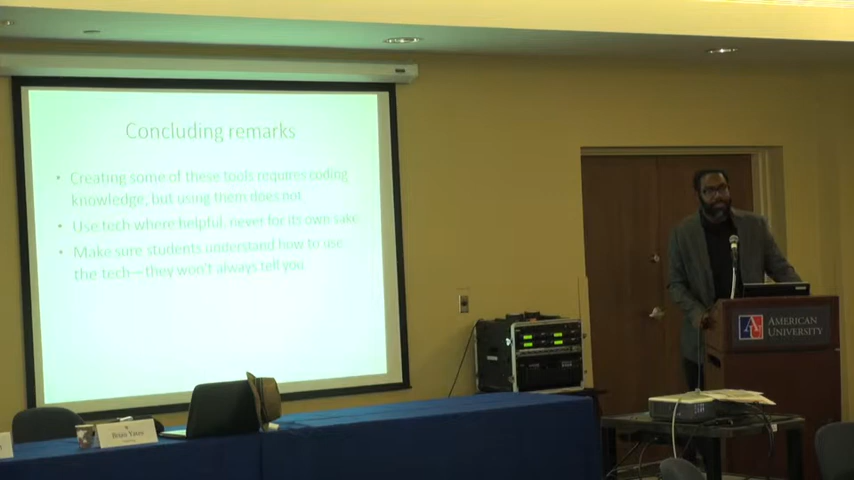 Concluding remarks
• Creating some of these tools requires coding
knowledge, but using them does not
• Use tech where helpful, never for its own sake
• Make sure students understand how to use
the tech—they won't always tell you
AMERICAN
UNIVERSITY
Brian Yates